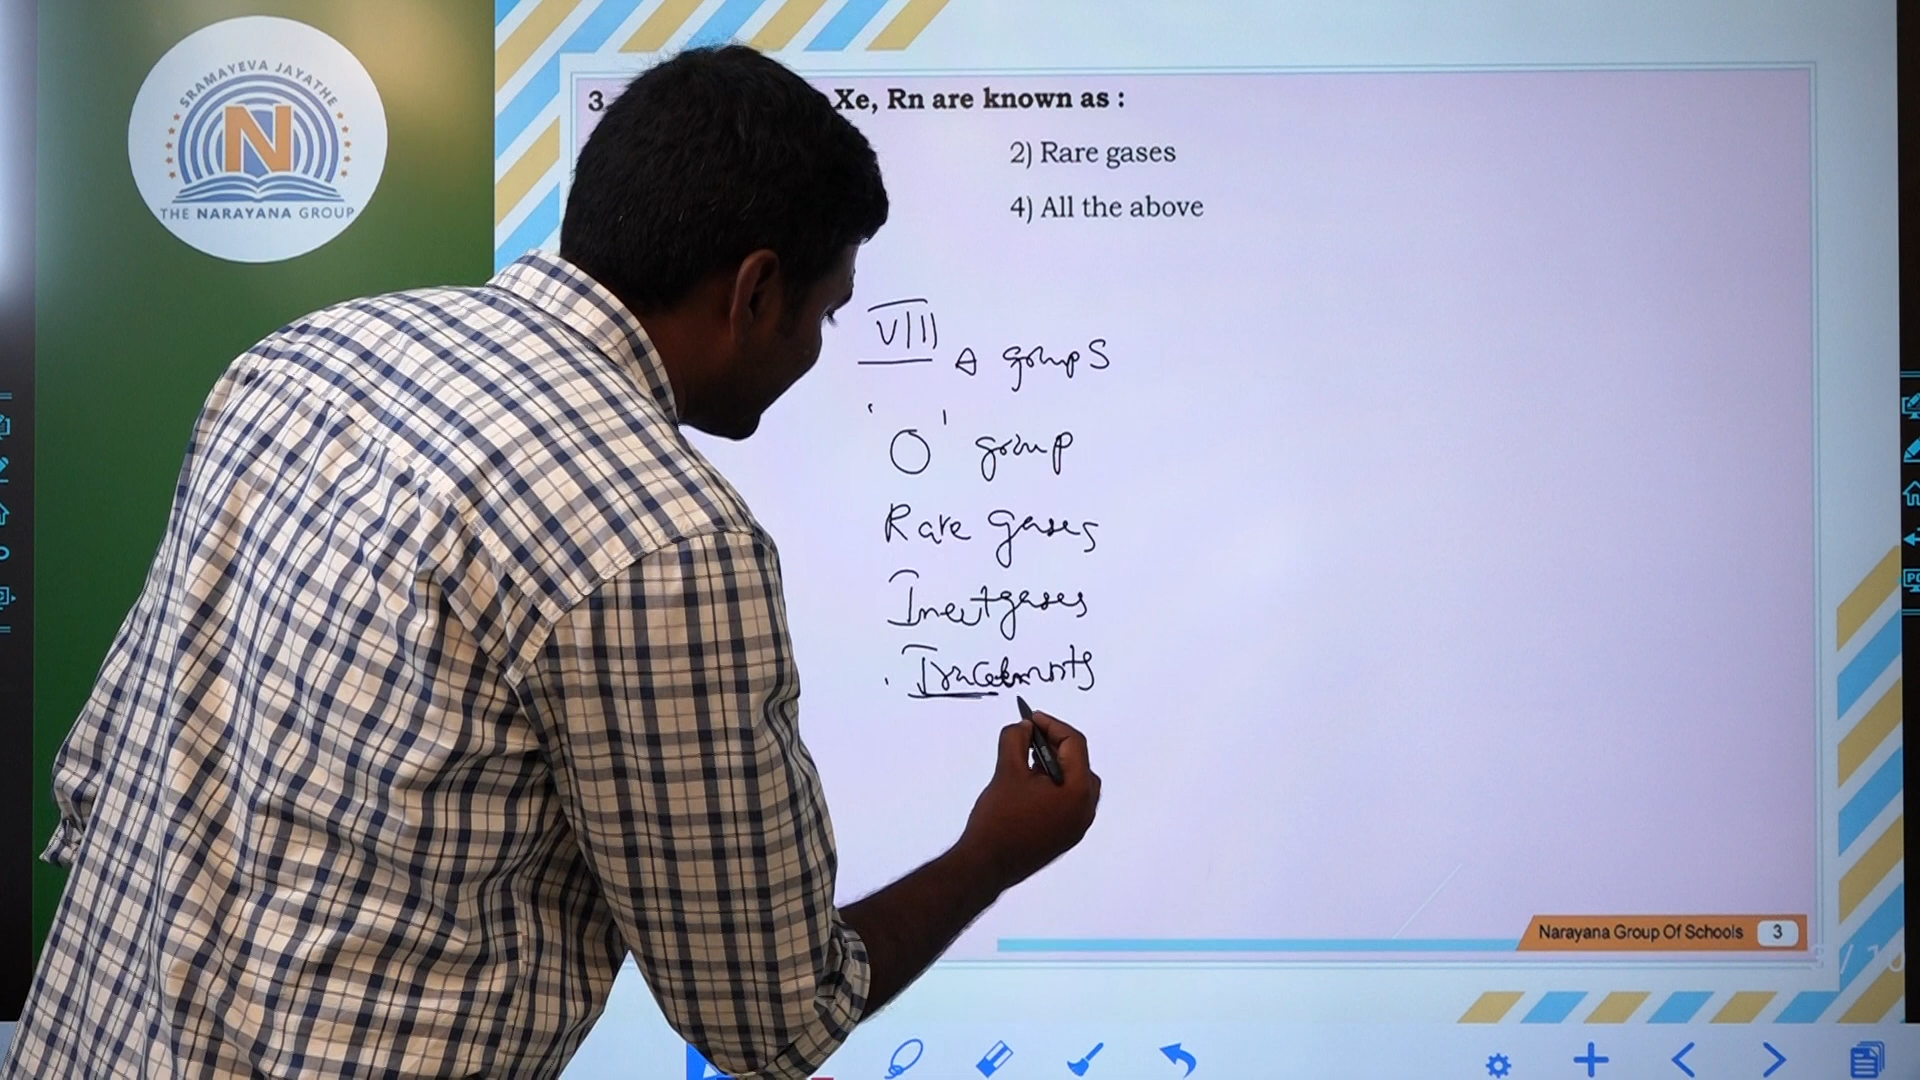 SRAMAYEVA JAYATHE
N
THE NARAYANA GROUP
3
Xe, Rn are known as :
2) Rare gases
4) All the above
VIII A groups
'O' group
Rare gases
Inert gases
Narayana Group Of Schools 3